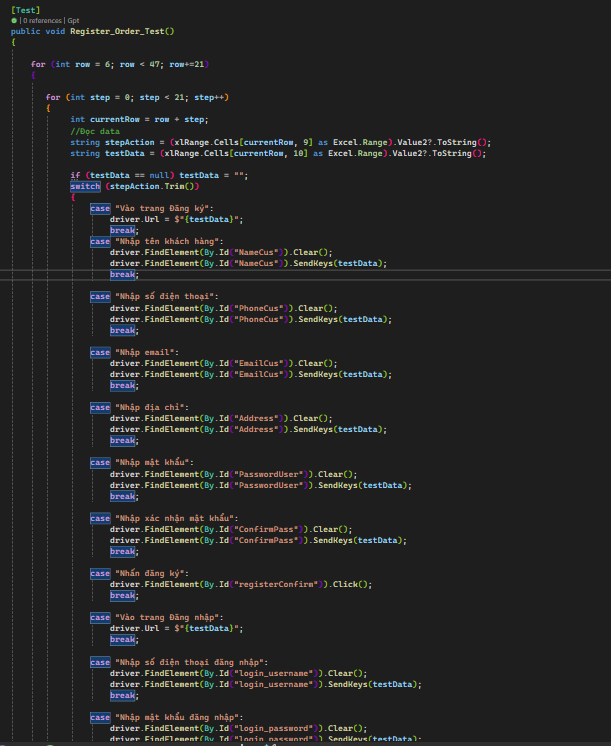 [Test]
| 0 references | Gpt
public void Register_Order_Test()
{
for (int row = 6; row < 47; row+=21)
{
for (int step = 0; step < 21; step++)
{
int currentRow = row + step;
//Đọc data
string stepAction = (xlRange.Cells[currentRow, 9] as Excel.Range).Value2?.ToString();
string testData = (xlRange.Cells[currentRow, 10] as Excel.Range).Value2?.ToString();
if (testData == null) testData = "";
switch (stepAction.Trim())
{
case "Vào trang Đăng ký":
driver.Url = $"{testData}";
break;
case "Nhập tên khách hàng":
driver.FindElement(By.Id("NameCus")).Clear();
driver.FindElement(By.Id("NameCus")).SendKeys(testData);
break;
case "Nhập số điện thoại":
driver.FindElement(By.Id("PhoneCus")).Clear();
driver.FindElement(By.Id("PhoneCus")).SendKeys(testData);
break;
case "Nhập email":
driver.FindElement(By.Id("EmailCus")).Clear();
driver.FindElement(By.Id("EmailCus")).SendKeys(testData);
break;
case "Nhập địa chỉ":
driver.FindElement(By.Id("Address")).Clear();
driver.FindElement(By.Id("Address")).SendKeys(testData);
break;
case "Nhập mật khẩu":
driver.FindElement(By.Id("PasswordUser")).Clear();
driver.FindElement(By.Id("PasswordUser")).SendKeys(testData);
break;
case "Nhập xác nhận mật khẩu":
driver.FindElement(By.Id("ConfirmPass")).Clear();
driver.FindElement(By.Id("ConfirmPass")).SendKeys(testData);
break;
case "Nhấn đăng ký":
driver.FindElement(By.Id("registerConfirm")).Click();
break;
case "Vào trang Đăng nhập":
driver.Url = $"{testData}";
break;
case "Nhập số điện thoại đăng nhập":
driver.FindElement(By.Id("login_username")).Clear();
driver.FindElement(By.Id("login_username")).SendKeys(testData);
break;
case "Nhập mật khẩu đăng nhập":
driver.FindElement(By.Id("login_password")).Clear();
driver.FindElement(By.Id("login_password")).SendKeys(testData);